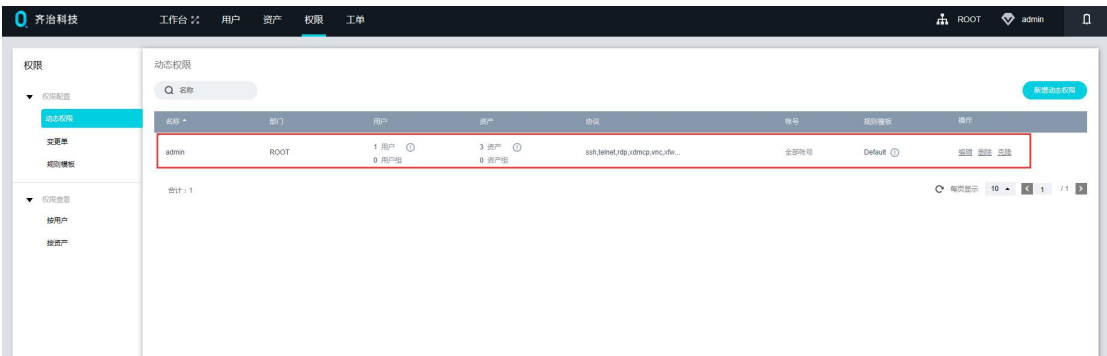 齐治科技 工作台 用户 资产 权限 工单 ROOT admin
权限
权限配置
动态权限
变更单
规则模板
权限查看
按用户
按资产
动态权限
名称
新增动态权限
名称 部门 用户 资产 协议 帐号 规则模板 操作
admin ROOT 1 用户 3 资产 ssh,telnet,rdp,xdmcp,vnc,xfw... 全部帐号 Default 编辑 删除 克隆
0 用户组 0 资产组
合计：1 每页显示 10 1 / 1